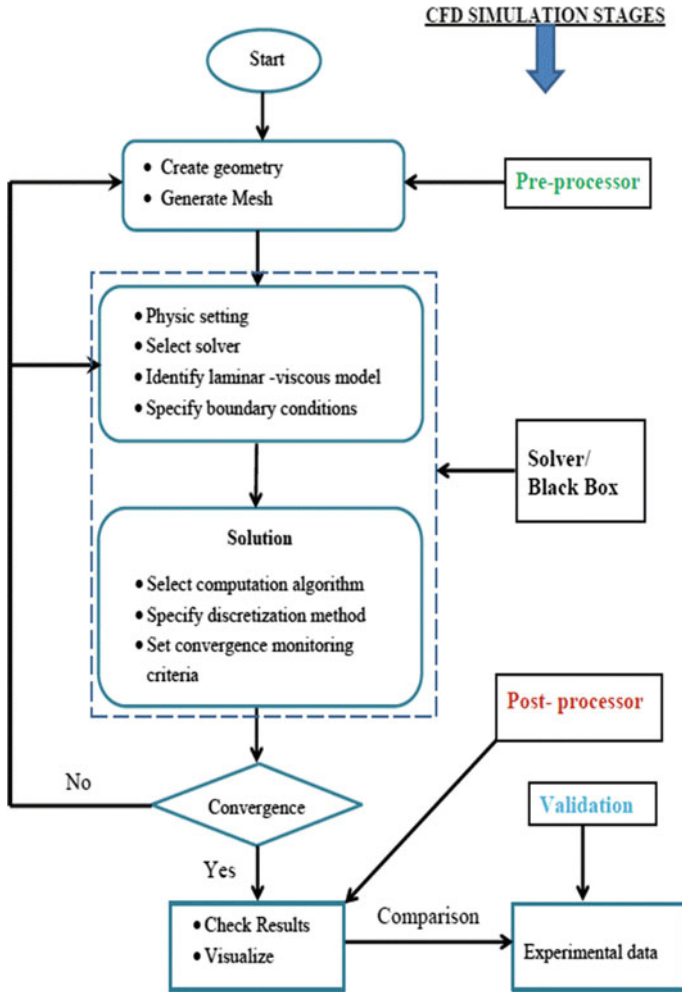 CFD SIMULATION STAGES
Start
• Create geometry
• Generate Mesh
Pre-processor
• Physic setting
• Select solver
• Identify laminar -viscous model
• Specify boundary conditions
Solver/
Black Box
Solution
• Select computation algorithm
• Specify discretization method
• Set convergence monitoring
criteria
Post- processor
No
Convergence
Validation
Yes
• Check Results
• Visualize
Comparison
Experimental data